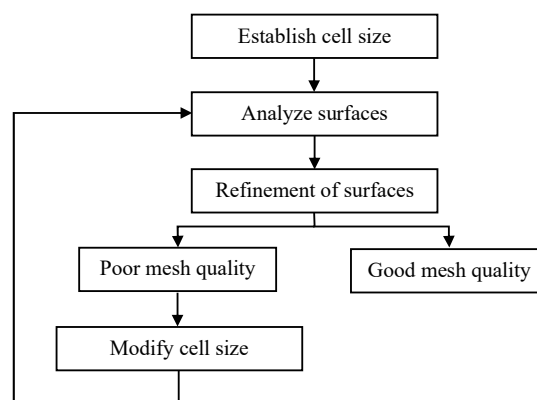 Establish cell size
Analyze surfaces
Refinement of surfaces
Poor mesh quality
Good mesh quality
Modify cell size